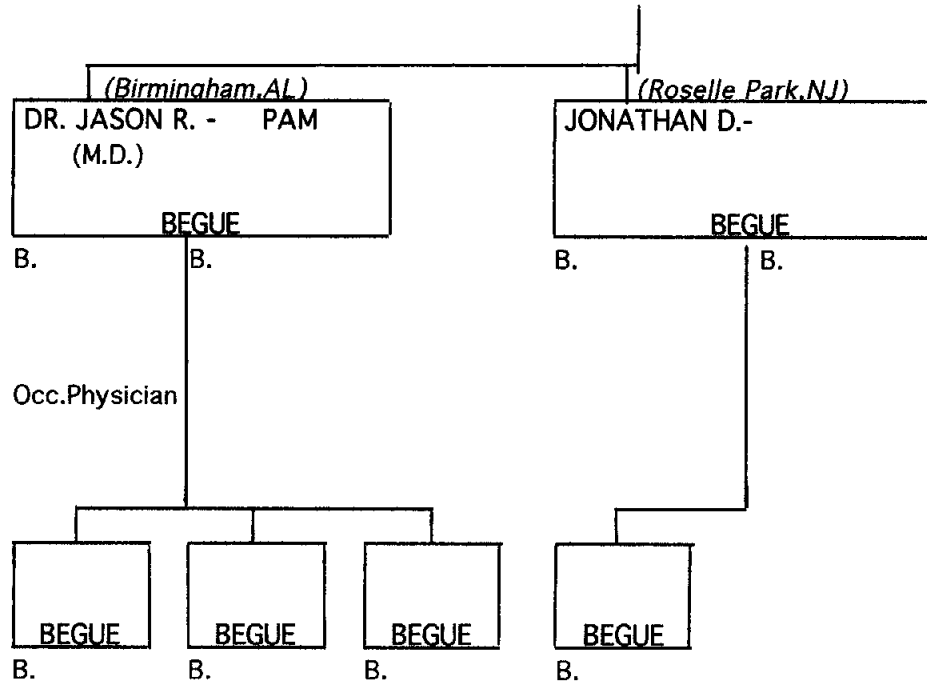 (Birmingham,AL)
DR. JASON R. - PAM
(M.D.)
BEGUE
B. B.
Occ.Physician
(Roselle Park,NJ)
JONATHAN D.-
BEGUE
B. B.
BEGUE
B.
BEGUE
B.
BEGUE
B.
BEGUE
B.